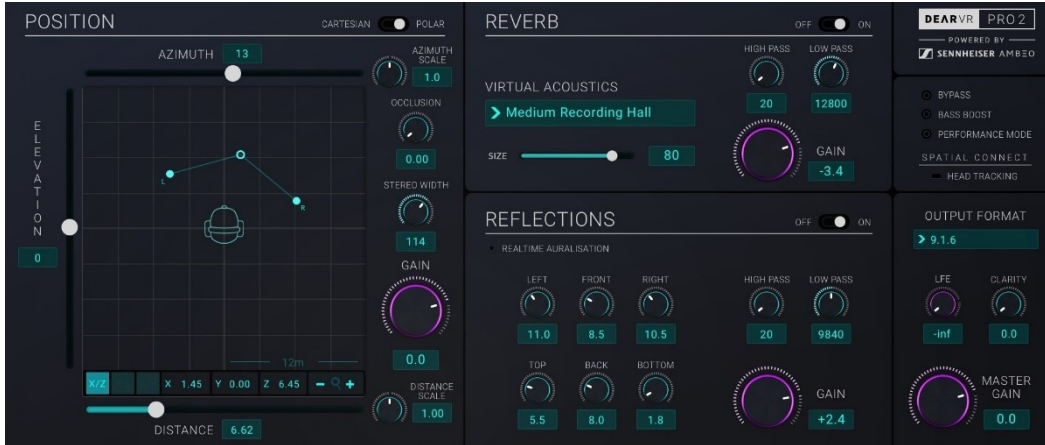 POSITION
CARTESIAN POLAR
AZIMUTH 13
AZIMUTH
SCALE
1.0
OCCLUSION
0.00
STEREO WIDTH
114
GAIN
0.0
ELEVATION
0
L
R
12m
X/Z X 1.45 Y 0.00 Z 6.45 - +
DISTANCE
SCALE
1.00
DISTANCE 6.62
REVERB
OFF ON
VIRTUAL ACOUSTICS
Medium Recording Hall
SIZE 80
HIGH PASS LOW PASS
20 12800
GAIN
-3.4
REFLECTIONS
OFF ON
REALTIME AURALISATION
LEFT FRONT RIGHT
11.0 8.5 10.5
TOP BACK BOTTOM
5.5 8.0 1.8
HIGH PASS LOW PASS
20 9840
GAIN
+2.4
DEARVR PRO 2
POWERED BY
SENNHEISER AMBEO
BYPASS
BASS BOOST
PERFORMANCE MODE
SPATIAL CONNECT
HEAD TRACKING
OUTPUT FORMAT
9.1.6
LFE CLARITY
-inf 0.0
MASTER
GAIN
0.0